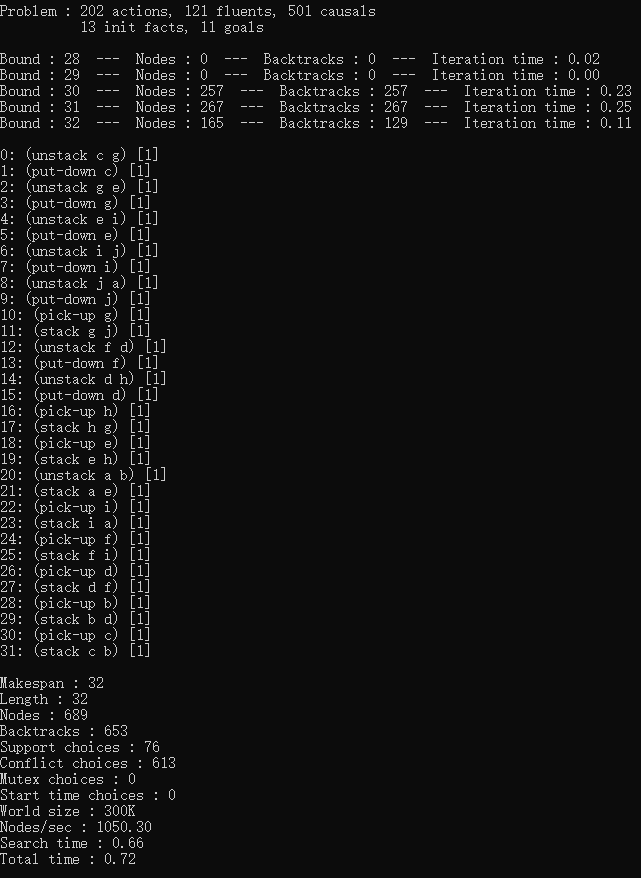 Problem : 202 actions, 121 fluents, 501 causals
13 init facts, 11 goals
Bound : 28 --- Nodes : 0 --- Backtracks : 0 --- Iteration time : 0.02
Bound : 29 --- Nodes : 0 --- Backtracks : 0 --- Iteration time : 0.00
Bound : 30 --- Nodes : 257 --- Backtracks : 257 --- Iteration time : 0.23
Bound : 31 --- Nodes : 267 --- Backtracks : 267 --- Iteration time : 0.25
Bound : 32 --- Nodes : 165 --- Backtracks : 129 --- Iteration time : 0.11
0: (unstack c g) [1]
1: (put-down c) [1]
2: (unstack g e) [1]
3: (put-down g) [1]
4: (unstack e i) [1]
5: (put-down e) [1]
6: (unstack i j) [1]
7: (put-down i) [1]
8: (unstack j a) [1]
9: (put-down j) [1]
10: (pick-up g) [1]
11: (stack g j) [1]
12: (unstack f d) [1]
13: (put-down f) [1]
14: (unstack d h) [1]
15: (put-down d) [1]
16: (pick-up h) [1]
17: (stack h g) [1]
18: (pick-up e) [1]
19: (stack e h) [1]
20: (unstack a b) [1]
21: (stack a e) [1]
22: (pick-up i) [1]
23: (stack i a) [1]
24: (pick-up f) [1]
25: (stack f i) [1]
26: (pick-up d) [1]
27: (stack d f) [1]
28: (pick-up b) [1]
29: (stack b d) [1]
30: (pick-up c) [1]
31: (stack c b) [1]
Makespan : 32
Length : 32
Nodes : 689
Backtracks : 653
Support choices : 76
Conflict choices : 613
Mutex choices : 0
Start time choices : 0
World size : 300K
Nodes/sec : 1050.30
Search time : 0.66
Total time : 0.72